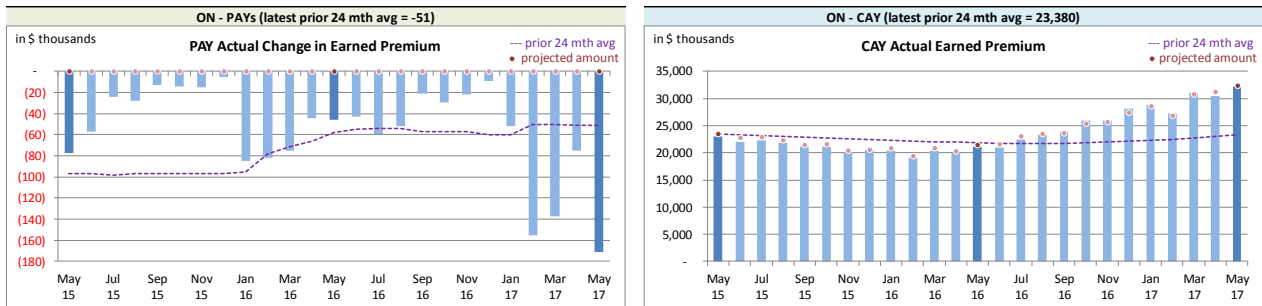 ON - PAYs (latest prior 24 mth avg = -51)
in $ thousands
PAY Actual Change in Earned Premium
prior 24 mth avg
projected amount
-
(20)
(40)
(60)
(80)
(100)
(120)
(140)
(160)
(180)
May Jul Sep Nov Jan Mar May Jul Sep Nov Jan Mar May
15 15 15 15 16 16 16 16 16 16 17 17 17
ON - CAY (latest prior 24 mth avg = 23,380)
in $ thousands
CAY Actual Earned Premium
prior 24 mth avg
projected amount
35,000
30,000
25,000
20,000
15,000
10,000
5,000
-
May Jul Sep Nov Jan Mar May Jul Sep Nov Jan Mar May
15 15 15 15 16 16 16 16 16 16 17 17 17